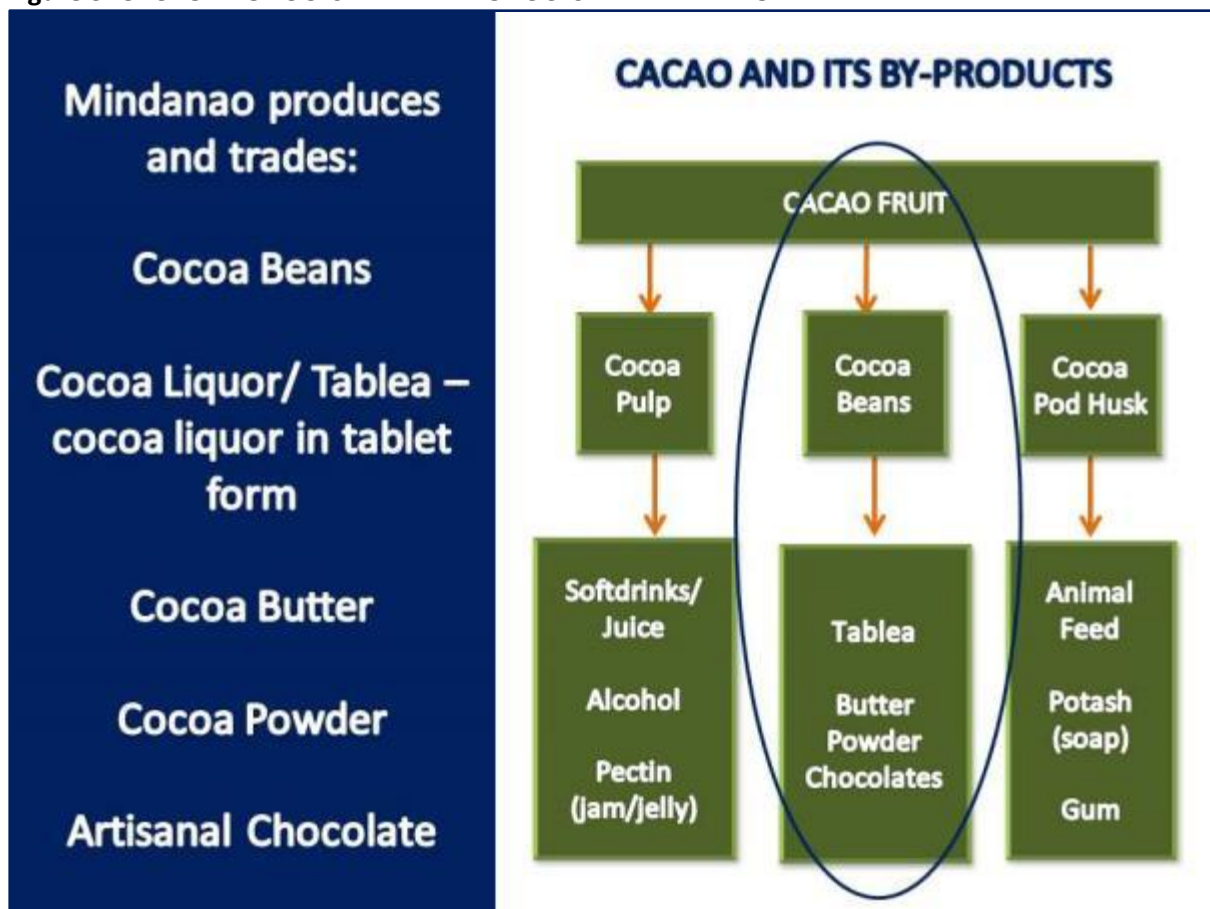 Mindanao produces
and trades:
Cocoa Beans
Cocoa Liquor/ Tablea –
cocoa liquor in tablet
form
Cocoa Butter
Cocoa Powder
Artisanal Chocolate
CACAO AND ITS BY-PRODUCTS
CACAO FRUIT
Cocoa
Pulp
Cocoa
Beans
Cocoa
Pod Husk
Softdrinks/
Juice
Alcohol
Pectin
(jam/jelly)
Tablea
Butter
Powder
Chocolates
Animal
Feed
Potash
(soap)
Gum